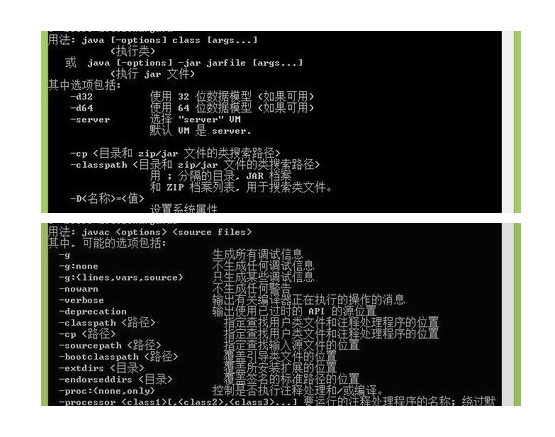 用法: java [-options] class [args...]
<执行类>
或 java [-options] -jar jarfile [args...]
<执行 jar 文件>
其中选项包括:
-d32 使用 32 位数据模型 <如果可用>
-d64 使用 64 位数据模型 <如果可用>
-server 选择 "server" VM
默认 VM 是 server.
-cp <目录和 zip/jar 文件的类搜索路径>
-classpath <目录和 zip/jar 文件的类搜索路径>
用 ; 分隔的目录, JAR 档案
和 ZIP 档案列表, 用于搜索类文件。
-D<名称>=<值>
设置系统属性
用法: javac <options> <source files>
其中, 可能的选项包括:
-g 生成所有调试信息
-g:none 不生成任何调试信息
-g:{lines,vars,source} 只生成某些调试信息
-nowarn 不生成任何警告
-verbose 输出有关编译器正在执行的操作的消息
-deprecation 输出使用已过时的 API 的源位置
-classpath <路径> 指定查找用户类文件和注释处理程序的位置
-cp <路径> 指定查找用户类文件和注释处理程序的位置
-sourcepath <路径> 指定查找输入源文件的位置
-bootclasspath <路径> 覆盖引导类文件的位置
-extdirs <目录> 覆盖所安装扩展的位置
-endorseddirs <目录> 覆盖签名的标准路径的位置
-proc:{none,only} 控制是否执行注释处理和/或编译。
-processor <class1>[,<class2>,<class3>...] 要运行的注释处理程序的名称; 绕过默